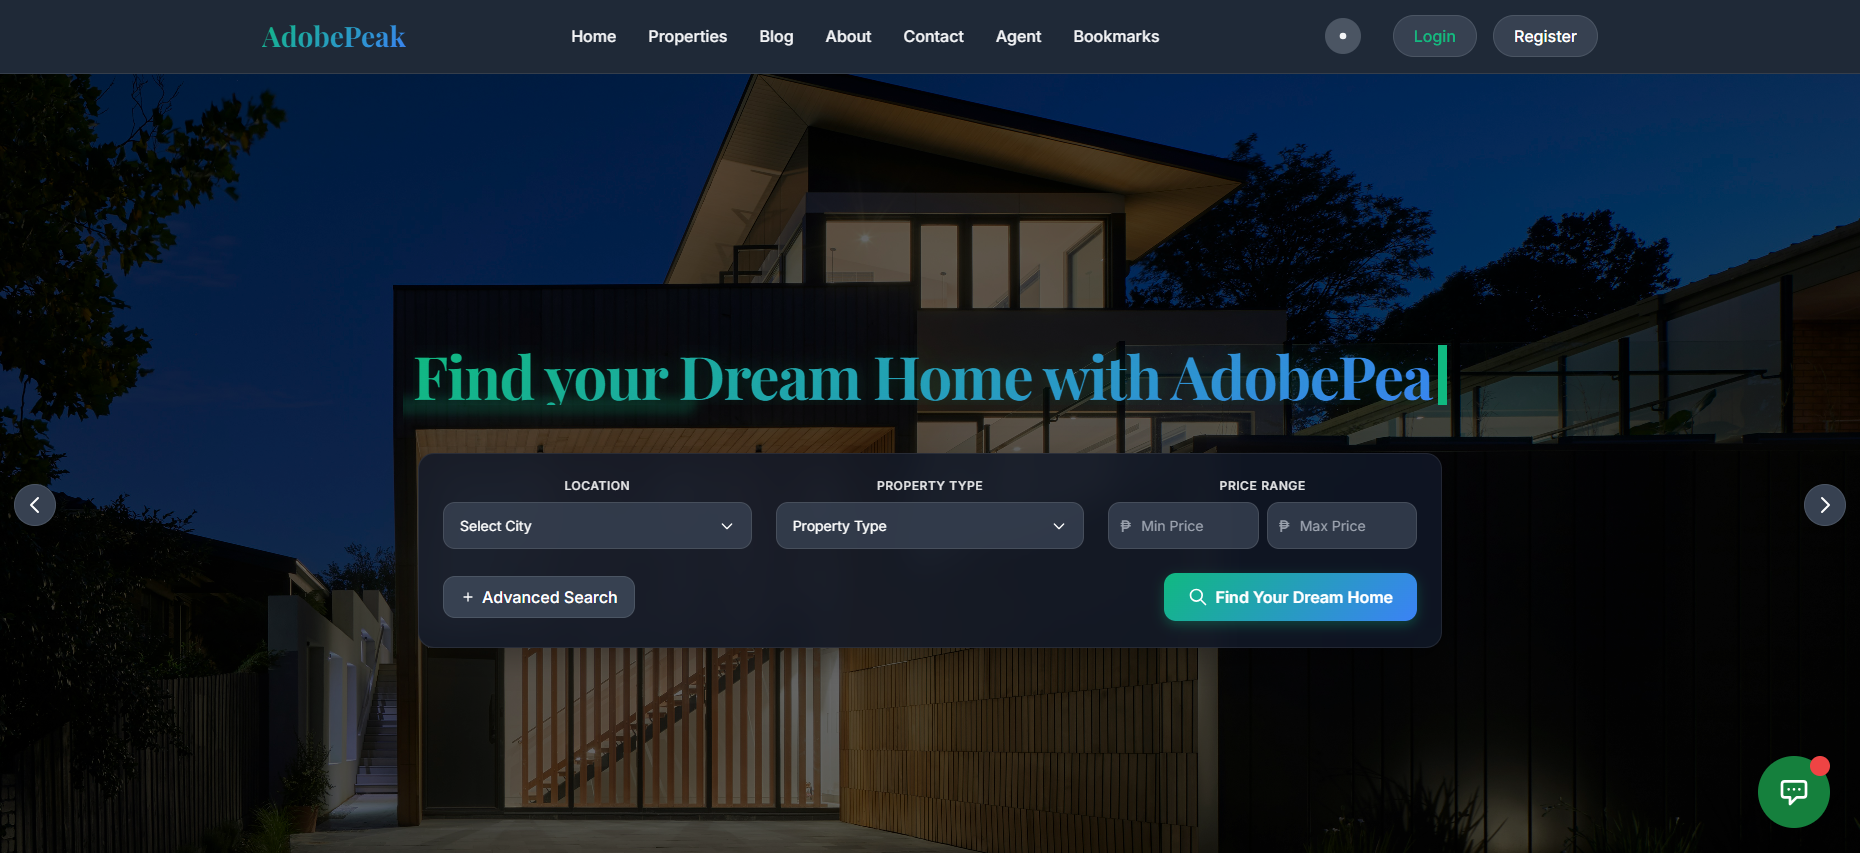 AdobePeak
Home Properties Blog About Contact Agent Bookmarks
Login Register
Find your Dream Home with AdobePea
LOCATION PROPERTY TYPE PRICE RANGE
Select City Property Type ₱ Min Price ₱ Max Price
+ Advanced Search Find Your Dream Home